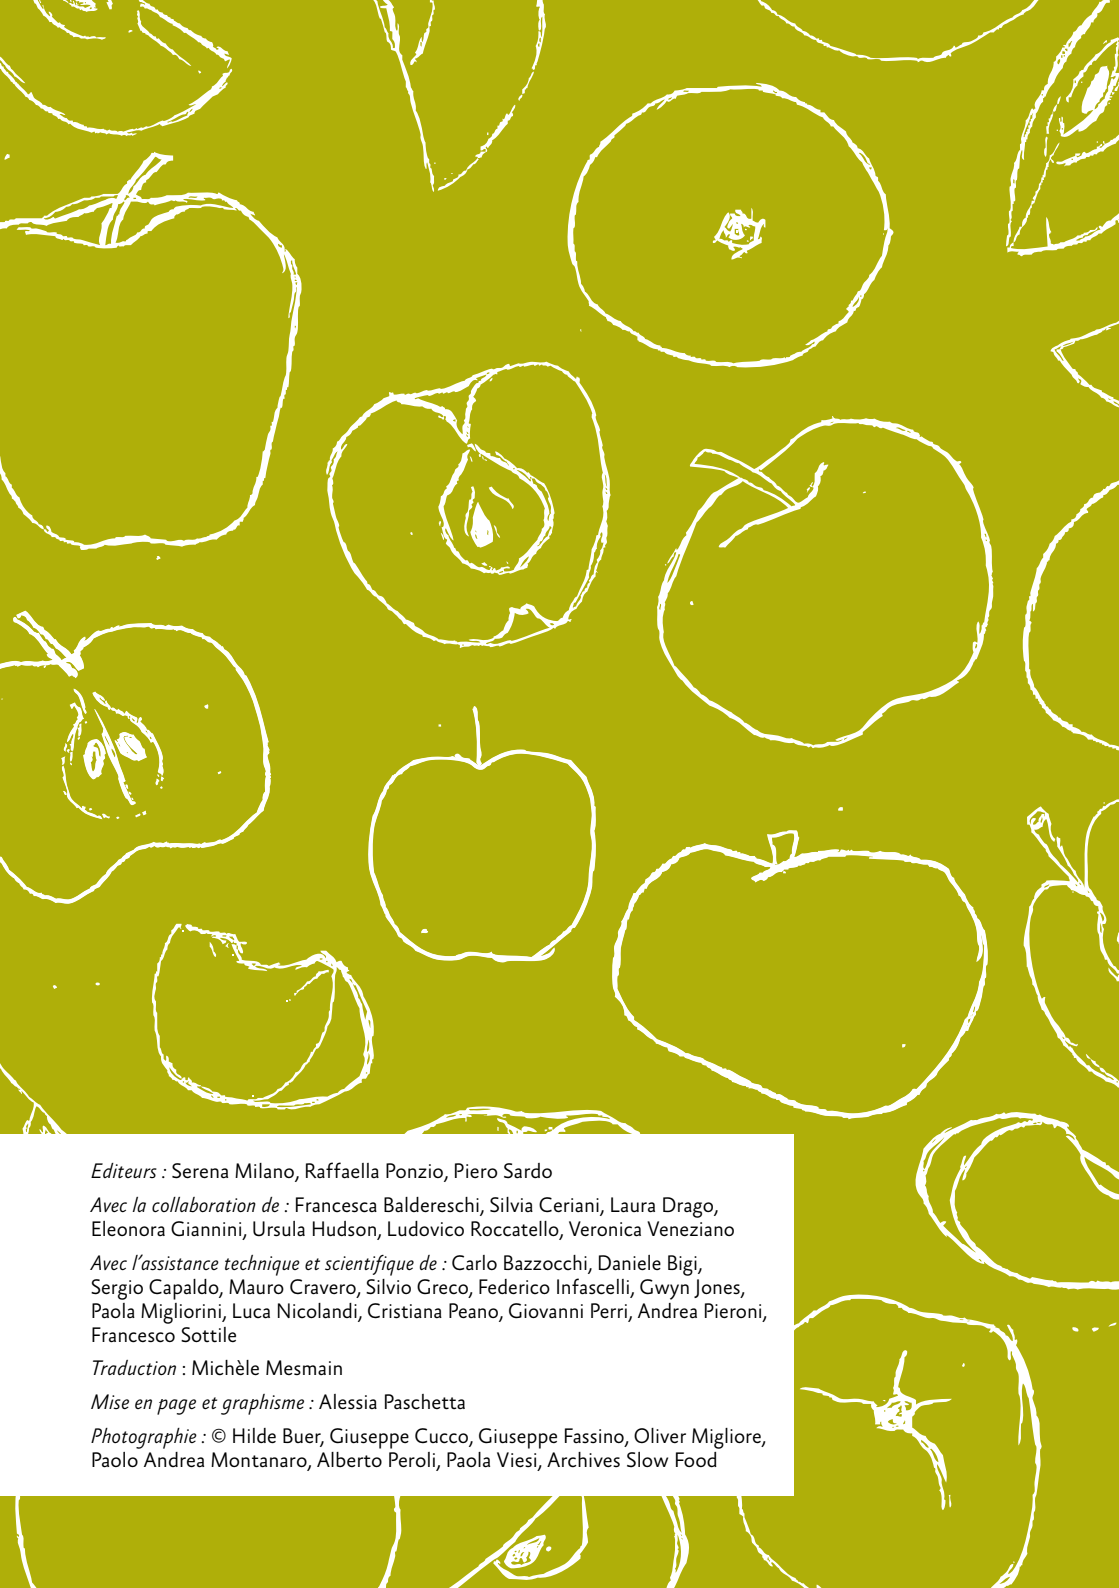 Editeurs : Serena Milano, Raffaella Ponzio, Piero Sardo
Avec la collaboration de : Francesca Baldereschi, Silvia Ceriani, Laura Drago,
Eleonora Giannini, Ursula Hudson, Ludovico Roccatello, Veronica Veneziano
Avec l’assistance technique et scientifique de : Carlo Bazzocchi, Daniele Bigi,
Sergio Capaldo, Mauro Cravero, Silvio Greco, Federico Infascelli, Gwyn Jones,
Paola Migliorini, Luca Nicolandi, Cristiana Peano, Giovanni Perri, Andrea Pieroni,
Francesco Sottile
Traduction : Michèle Mesmain
Mise en page et graphisme : Alessia Paschetta
Photographie : © Hilde Buer, Giuseppe Cucco, Giuseppe Fassino, Oliver Migliore,
Paolo Andrea Montanaro, Alberto Peroli, Paola Viesi, Archives Slow Food